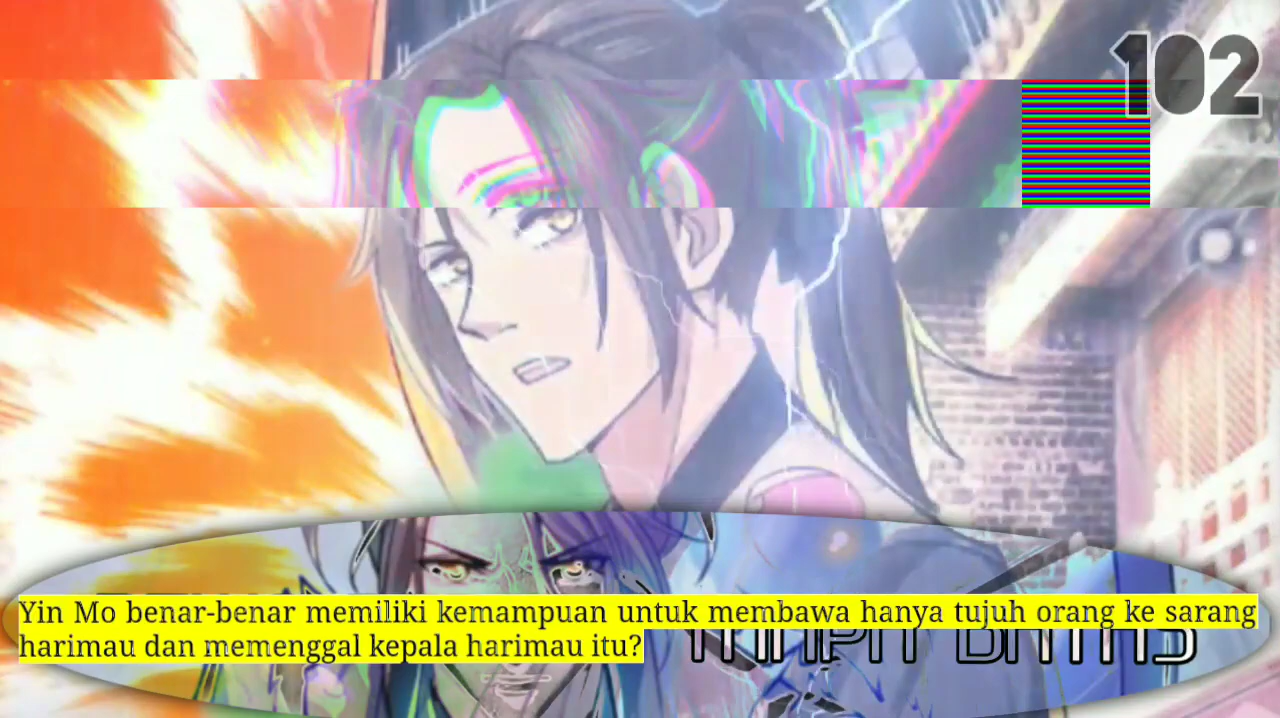 102
Yin Mo benar-benar memiliki kemampuan untuk membawa hanya tujuh orang ke sarang
harimau dan memenggal kepala harimau itu?